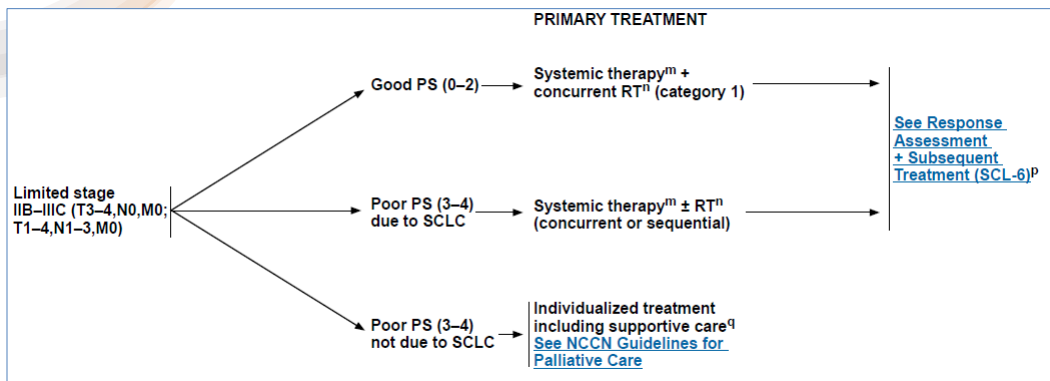 PRIMARY TREATMENT
Limited stage
IIB–IIIC (T3–4,N0,M0;
T1–4,N1–3,M0)
Good PS (0–2)
Systemic therapyᵐ +
concurrent RTⁿ (category 1)
Poor PS (3–4)
due to SCLC
Systemic therapyᵐ ± RTⁿ
(concurrent or sequential)
See Response
Assessment
+ Subsequent
Treatment (SCL-6)ᵖ
Poor PS (3–4)
not due to SCLC
Individualized treatment
including supportive careq
See NCCN Guidelines for
Palliative Care